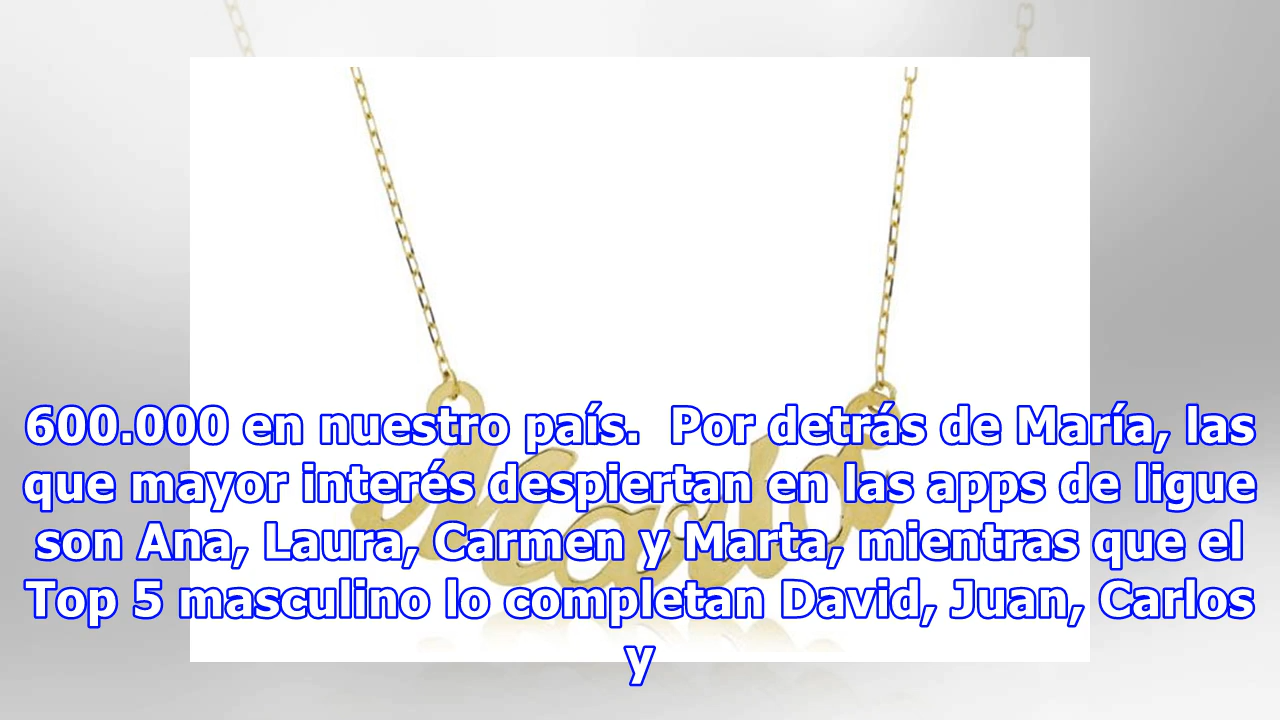 600.000 en nuestro país.  Por detrás de María, las
que mayor interés despiertan en las apps de ligue
son Ana, Laura, Carmen y Marta, mientras que el
Top 5 masculino lo completan David, Juan, Carlos
y